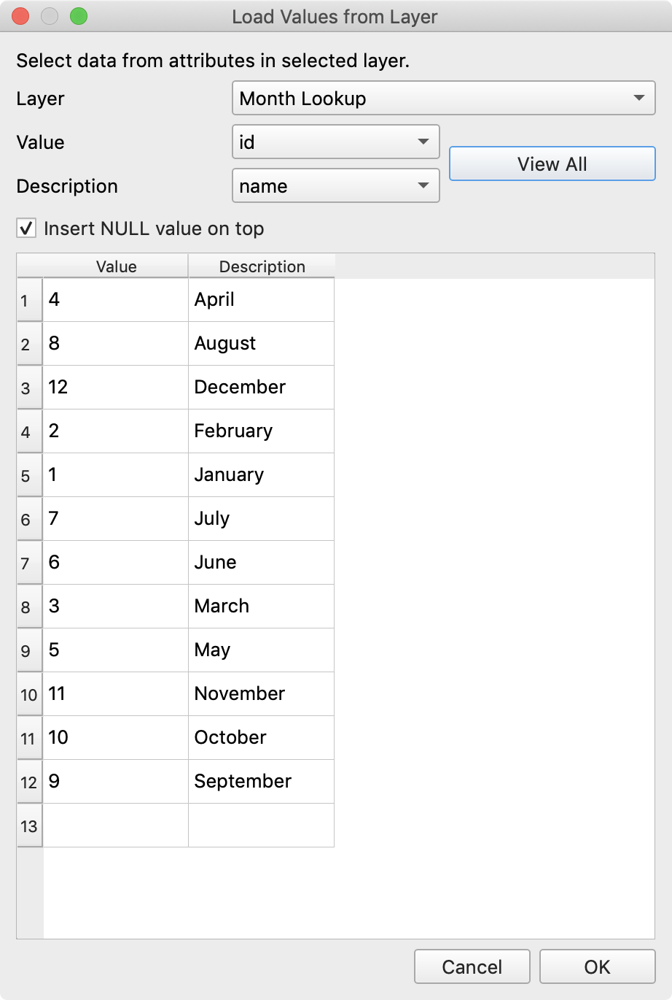 Load Values from Layer
Select data from attributes in selected layer.
Layer Month Lookup
Value id
View All
Description name
Insert NULL value on top
Value Description
1 4 April
2 8 August
3 12 December
4 2 February
5 1 January
6 7 July
7 6 June
8 3 March
9 5 May
10 11 November
11 10 October
12 9 September
13
Cancel OK